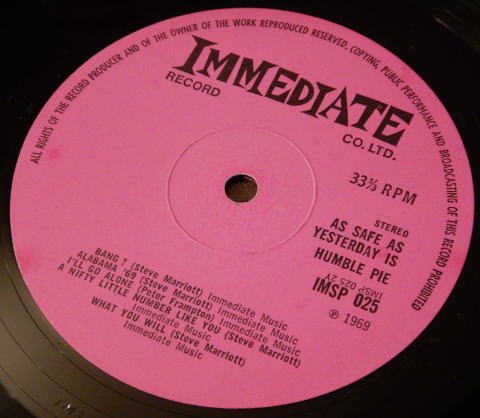 ALL RIGHTS OF THE RECORD PRODUCER AND OF THE OWNER OF THE WORK REPRODUCED RESERVED. COPYING, PUBLIC PERFORMANCE AND BROADCASTING OF THIS RECORD PROHIBITED
IMMEDIATE
RECORD
CO. LTD.
33⅓ RPM
STEREO
AS SAFE AS
YESTERDAY IS
HUMBLE PIE
IMSP 025
IMSP 025
℗ 1969
BANG ? (Steve Marriott) Immediate Music
ALABAMA '69 (Steve Marriott) Immediate Music
I'LL GO ALONE (Peter Frampton) Immediate Music
A NIFTY LITTLE NUMBER LIKE YOU (Steve Marriott)
Immediate Music
WHAT YOU WILL (Steve Marriott)
Immediate Music